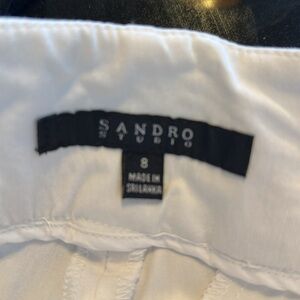 SANDRO
STUDIO
8
MADE IN
SRI LANKA